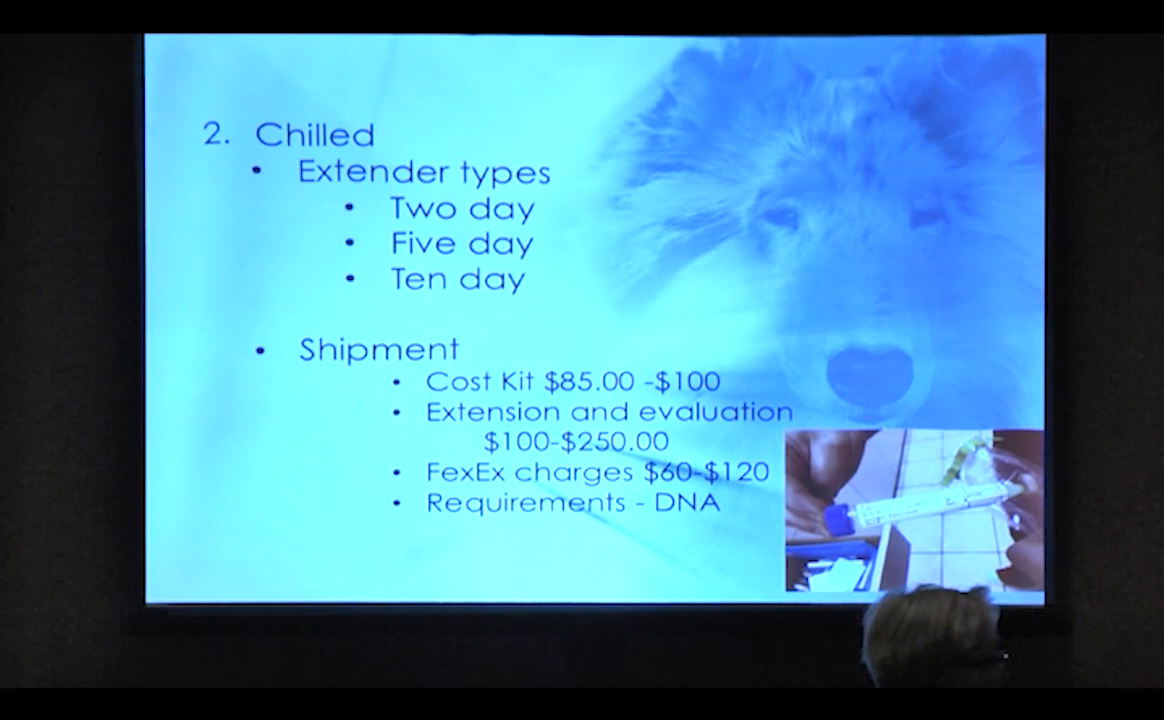 2. Chilled
• Extender types
• Two day
• Five day
• Ten day
• Shipment
• Cost Kit $85.00 -$100
• Extension and evaluation
$100-$250.00
• FexEx charges $60-$120
• Requirements - DNA